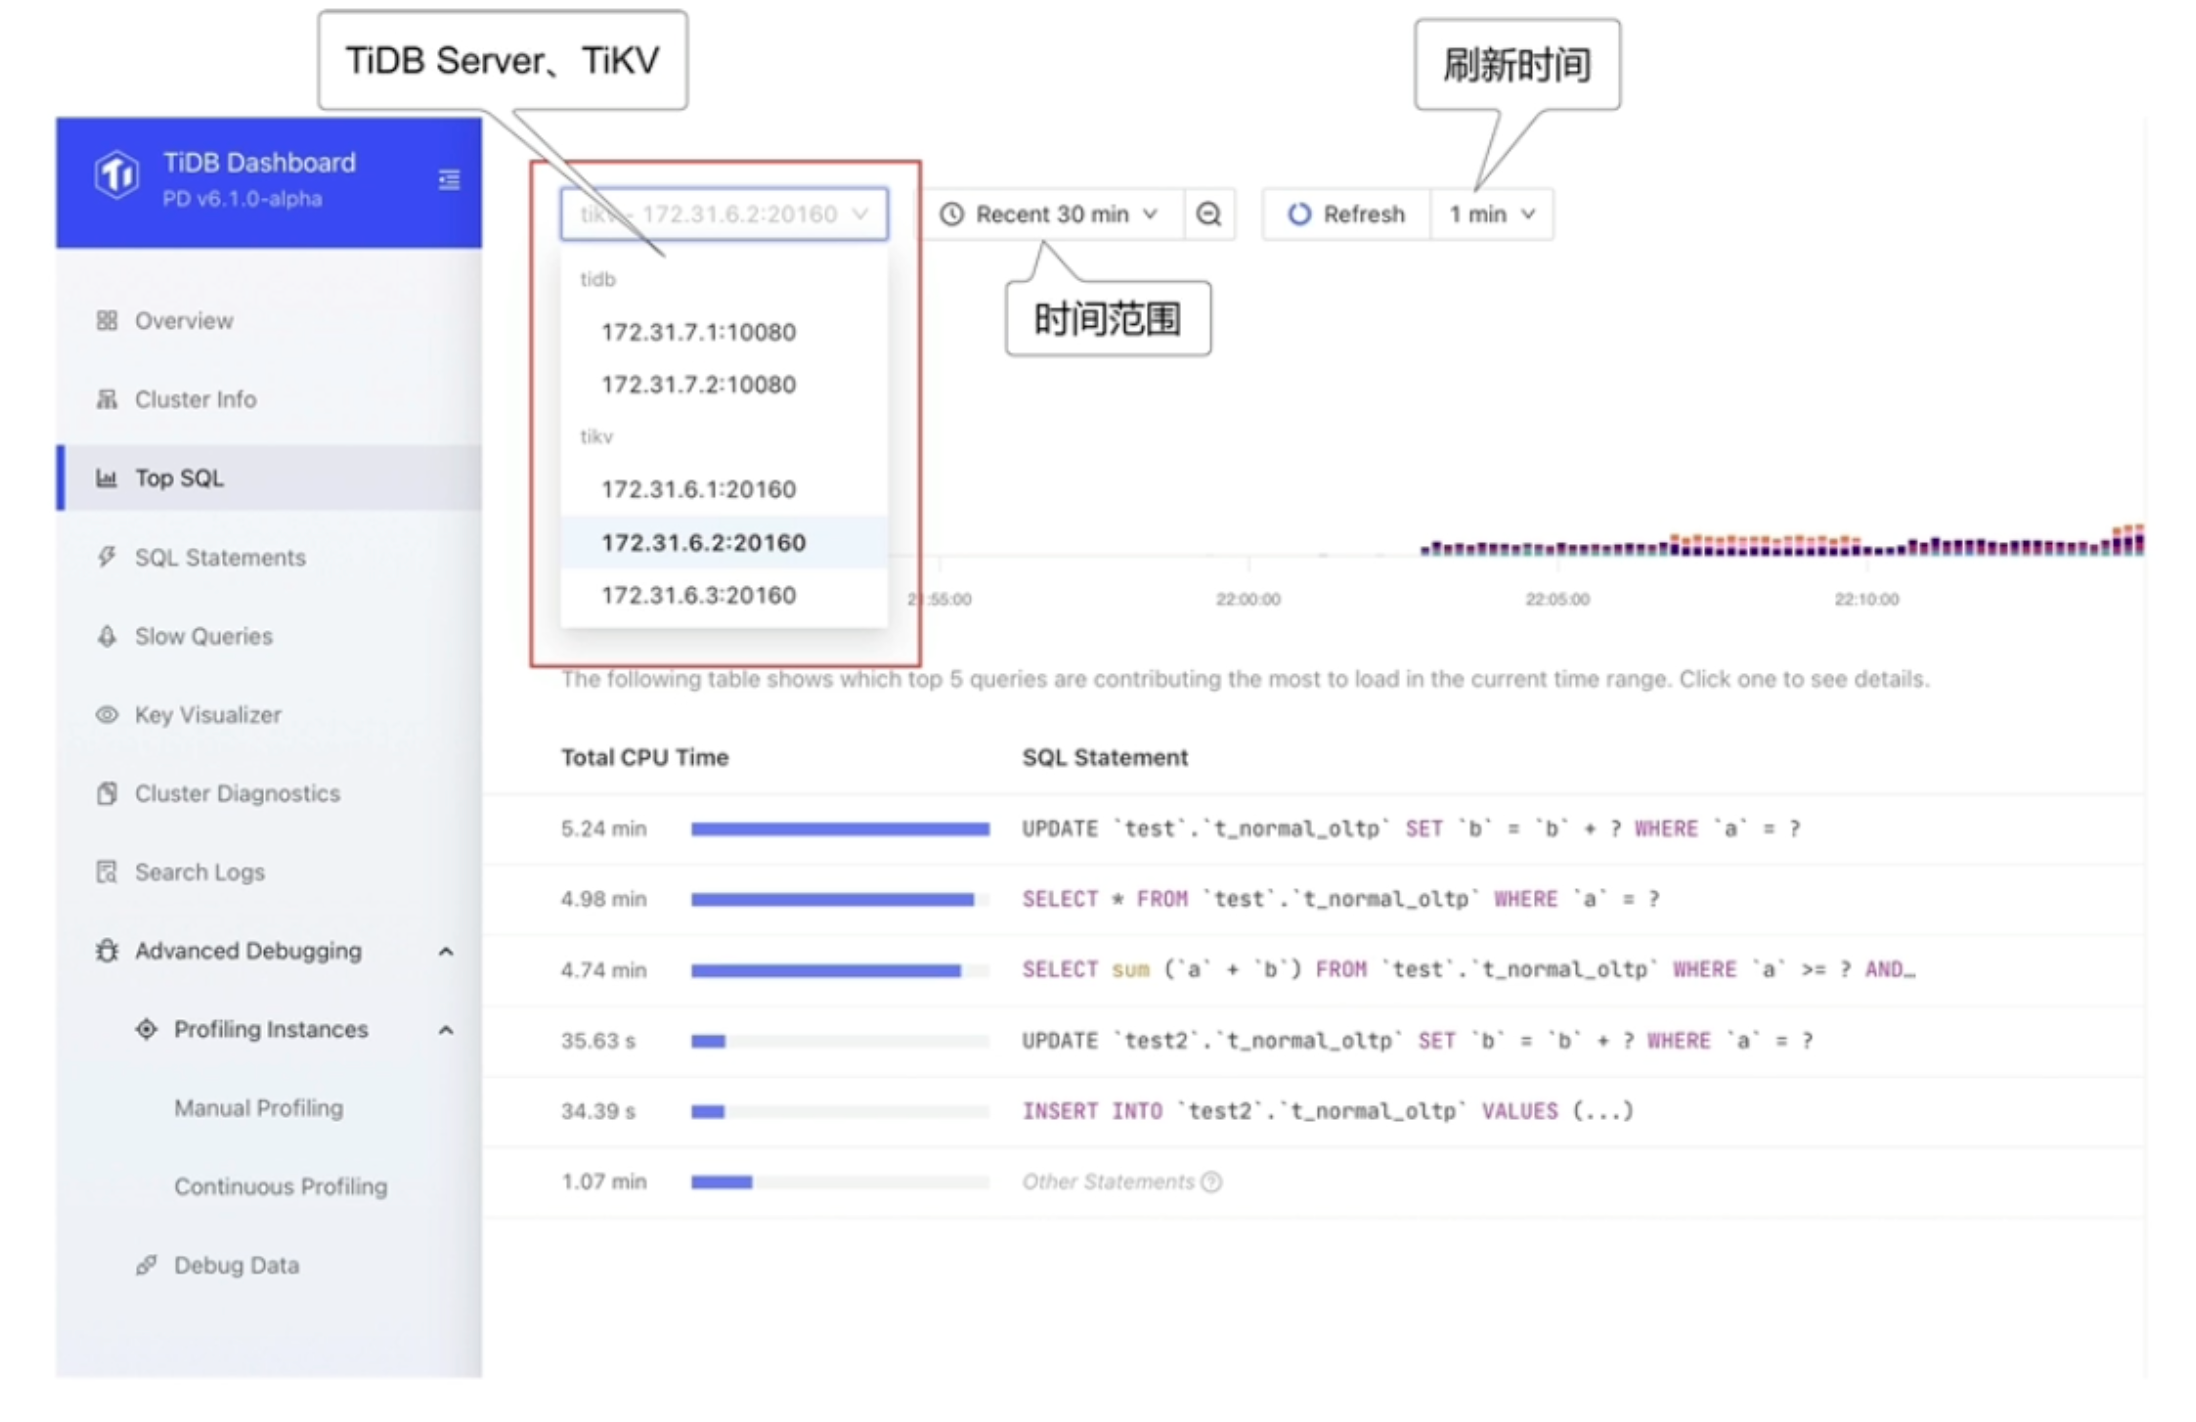 TiDB Server、TiKV
刷新时间
TiDB Dashboard
PD v6.1.0-alpha
tikv - 172.31.6.2:20160
Recent 30 min
Refresh
1 min
时间范围
tidb
172.31.7.1:10080
172.31.7.2:10080
tikv
172.31.6.1:20160
172.31.6.2:20160
172.31.6.3:20160
Overview
Cluster Info
Top SQL
SQL Statements
Slow Queries
Key Visualizer
Cluster Diagnostics
Search Logs
Advanced Debugging
Profiling Instances
Manual Profiling
Continuous Profiling
Debug Data
21:55:00
22:00:00
22:05:00
22:10:00
The following table shows which top 5 queries are contributing the most to load in the current time range. Click one to see details.
Total CPU Time SQL Statement
5.24 min UPDATE `test`.`t_normal_oltp` SET `b` = `b` + ? WHERE `a` = ?
4.98 min SELECT * FROM `test`.`t_normal_oltp` WHERE `a` = ?
4.74 min SELECT sum (`a` + `b`) FROM `test`.`t_normal_oltp` WHERE `a` >= ? AND…
35.63 s UPDATE `test2`.`t_normal_oltp` SET `b` = `b` + ? WHERE `a` = ?
34.39 s INSERT INTO `test2`.`t_normal_oltp` VALUES (...)
1.07 min Other Statements